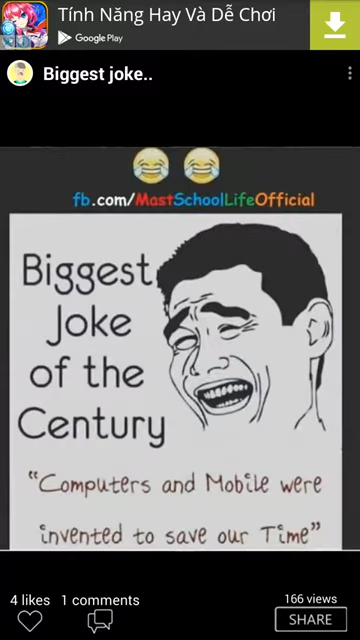 Tính Năng Hay Và Dễ Chơi
Google Play
Biggest joke..
fb.com/MastSchoolLifeOfficial
Biggest
Joke
of the
Century
"Computers and Mobile were
invented to save our Time"
4 likes 1 comments
166 views
SHARE